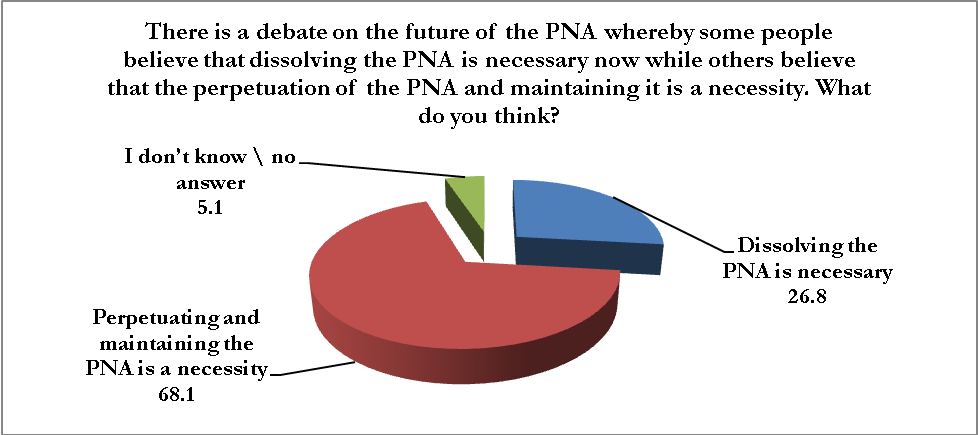 There is a debate on the future of the PNA whereby some people
believe that dissolving the PNA is necessary now while others believe
that the perpetuation of the PNA and maintaining it is a necessity. What
do you think?
I don't know \ no
answer
5.1
Dissolving the
PNA is necessary
26.8
Perpetuating and
maintaining the
PNA is a necessity
68.1